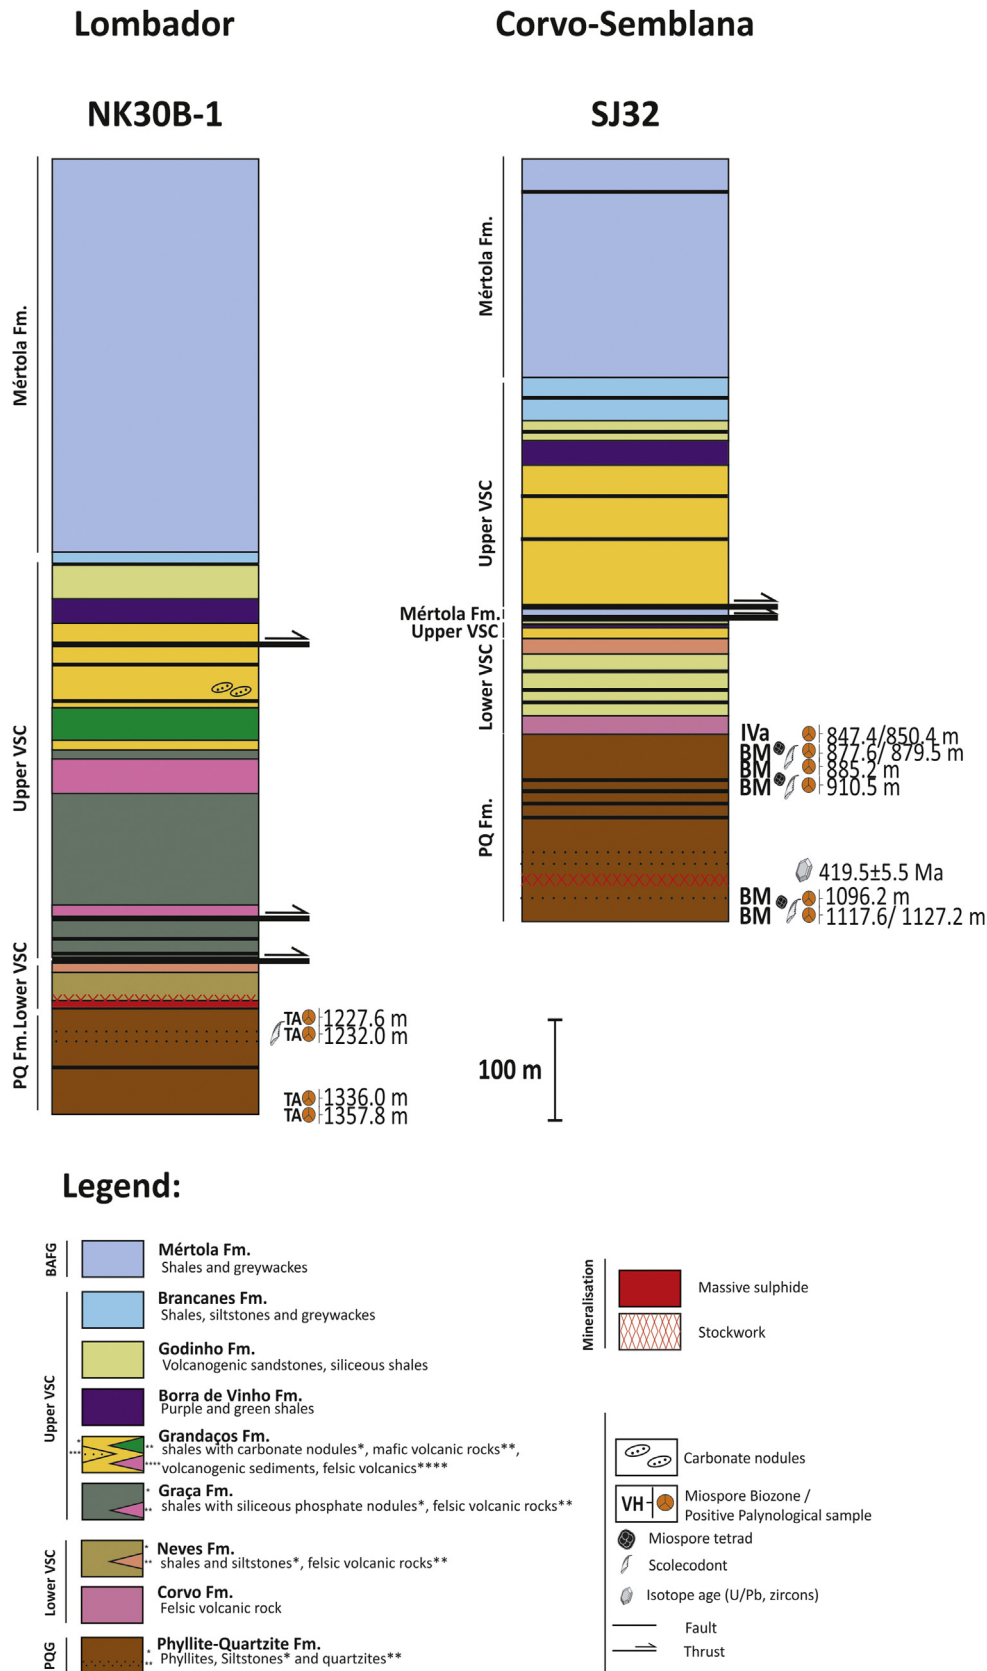 Lombador
Corvo-Semblana
NK30B-1
SJ32
Mértola Fm.
Upper VSC
Lower VSC
PQ Fm.
TA 1227.6 m
TA 1232.0 m
TA 1336.0 m
TA 1357.8 m
Mértola Fm.
Upper VSC
Mértola Fm.
Upper VSC
Lower VSC
PQ Fm.
IVa 847.4/850.4 m
BM 877.6/ 879.5 m
BM 885.2 m
BM 910.5 m
419.5±5.5 Ma
BM 1096.2 m
BM 1117.6/ 1127.2 m
100 m
Legend:
BAFG
Mértola Fm.
Shales and greywackes
Upper VSC
Brancanes Fm.
Shales, siltstones and greywackes
Godinho Fm.
Volcanogenic sandstones, siliceous shales
Borra de Vinho Fm.
Purple and green shales
* *** ** ****
Grandaços Fm.
shales with carbonate nodules*, mafic volcanic rocks**,
volcanogenic sediments, felsic volcanics****
* **
Graça Fm.
shales with siliceous phosphate nodules*, felsic volcanic rocks**
Lower VSC
* **
Neves Fm.
shales and siltstones*, felsic volcanic rocks**
Corvo Fm.
Felsic volcanic rock
PQG
* **
Phyllite-Quartzite Fm.
Phyllites, Siltstones* and quartzites**
Mineralisation
Massive sulphide
Stockwork
Carbonate nodules
VH
Miospore Biozone /
Positive Palynological sample
Miospore tetrad
Scolecodont
Isotope age (U/Pb, zircons)
Fault
Thrust